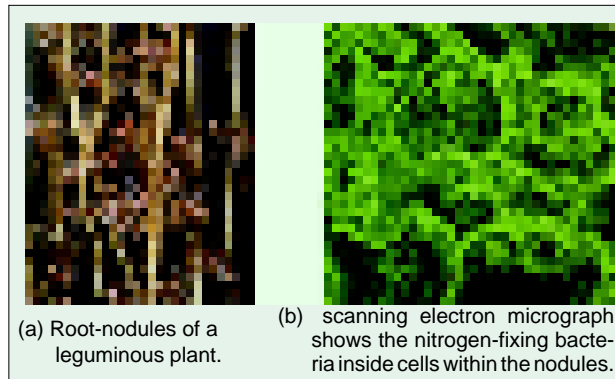 (a) Root-nodules of a
leguminous plant.
(b) scanning electron micrograph
shows the nitrogen-fixing bacte-
ria inside cells within the nodules.